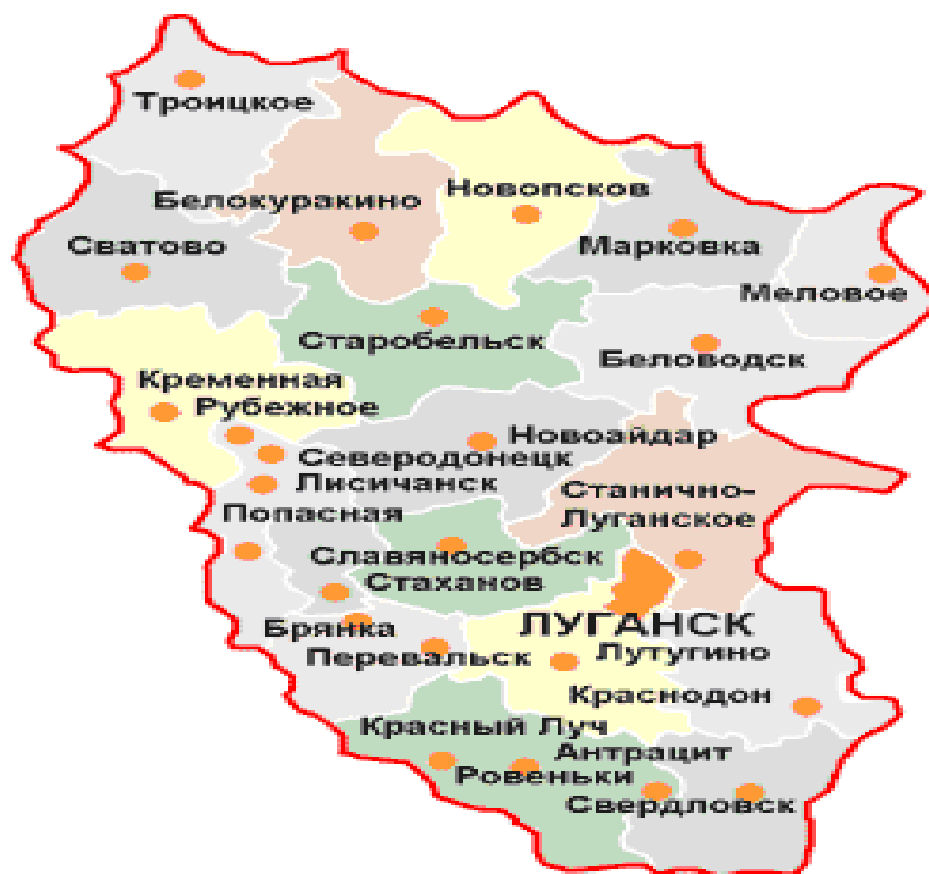 Троицкое
Белокуракино
Новопсков
Сватово
Марковка
Меловое
Старобельск
Беловодск
Кременная
Рубежное
Новоайдар
Северодонецк
Лисичанск
Станично-
Луганское
Попасная
Славяносербск
Стаханов
ЛУГАНСК
Брянка
Перевальск
Лутугино
Краснодон
Красный Луч
Антрацит
Ровеньки
Свердловск